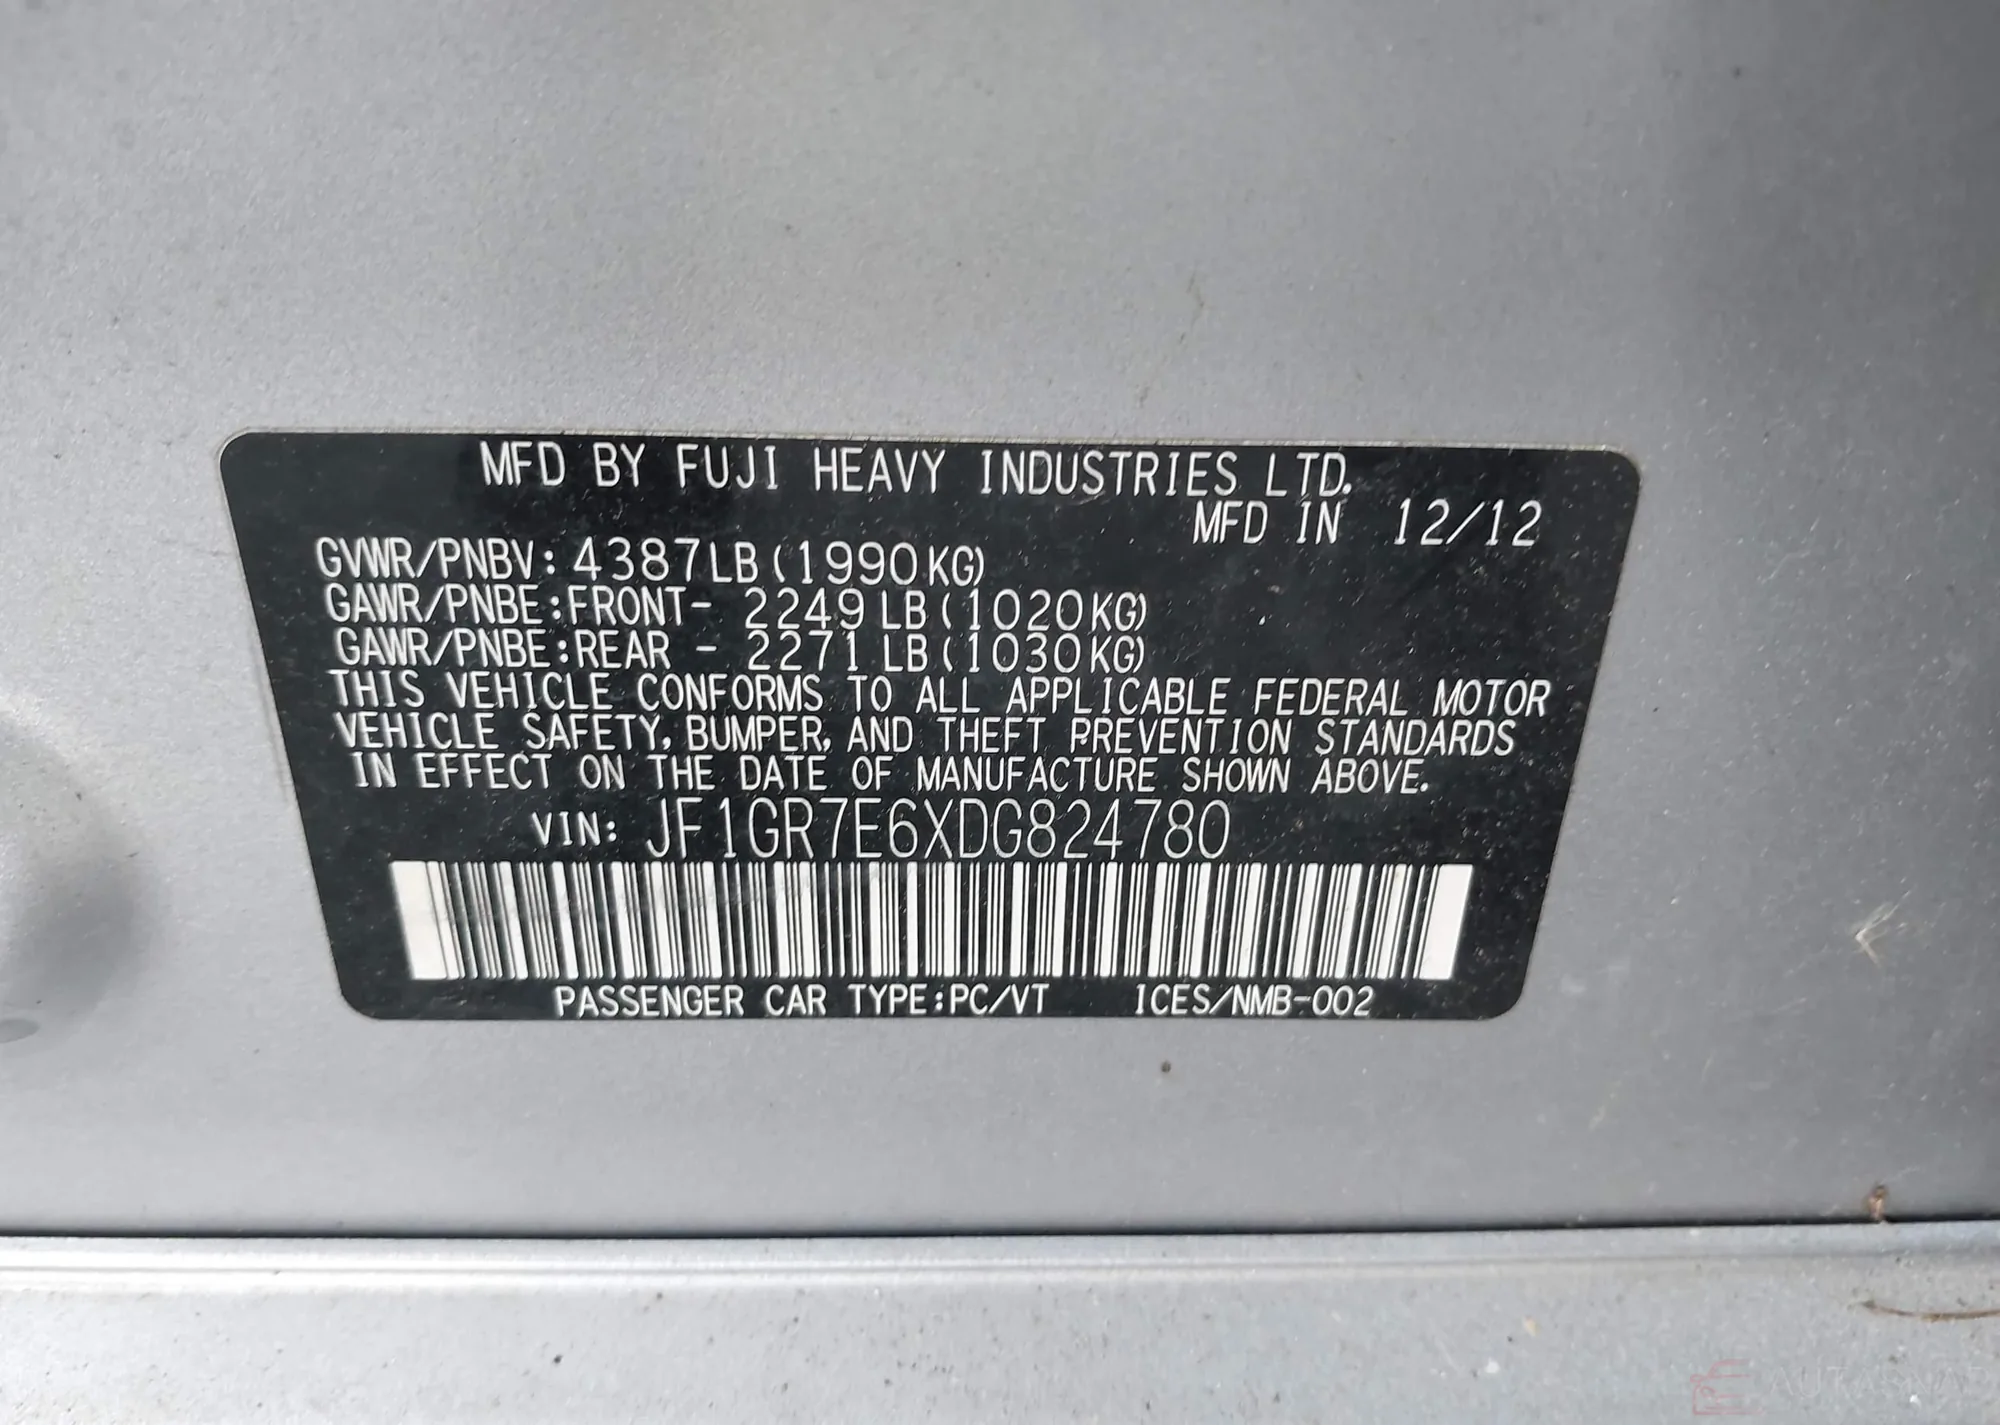 MFD BY FUJI HEAVY INDUSTRIES LTD.
MFD IN 12/12
GVWR/PNBV: 4387LB(1990KG)
GAWR/PNBE:FRONT- 2249LB(1020KG)
GAWR/PNBE:REAR - 2271LB(1030KG)
THIS VEHICLE CONFORMS TO ALL APPLICABLE FEDERAL MOTOR
VEHICLE SAFETY, BUMPER, AND THEFT PREVENTION STANDARDS
IN EFFECT ON THE DATE OF MANUFACTURE SHOWN ABOVE.
VIN: JF1GR7E6XDG824780
PASSENGER CAR TYPE:PC/VT ICES/NMB-002